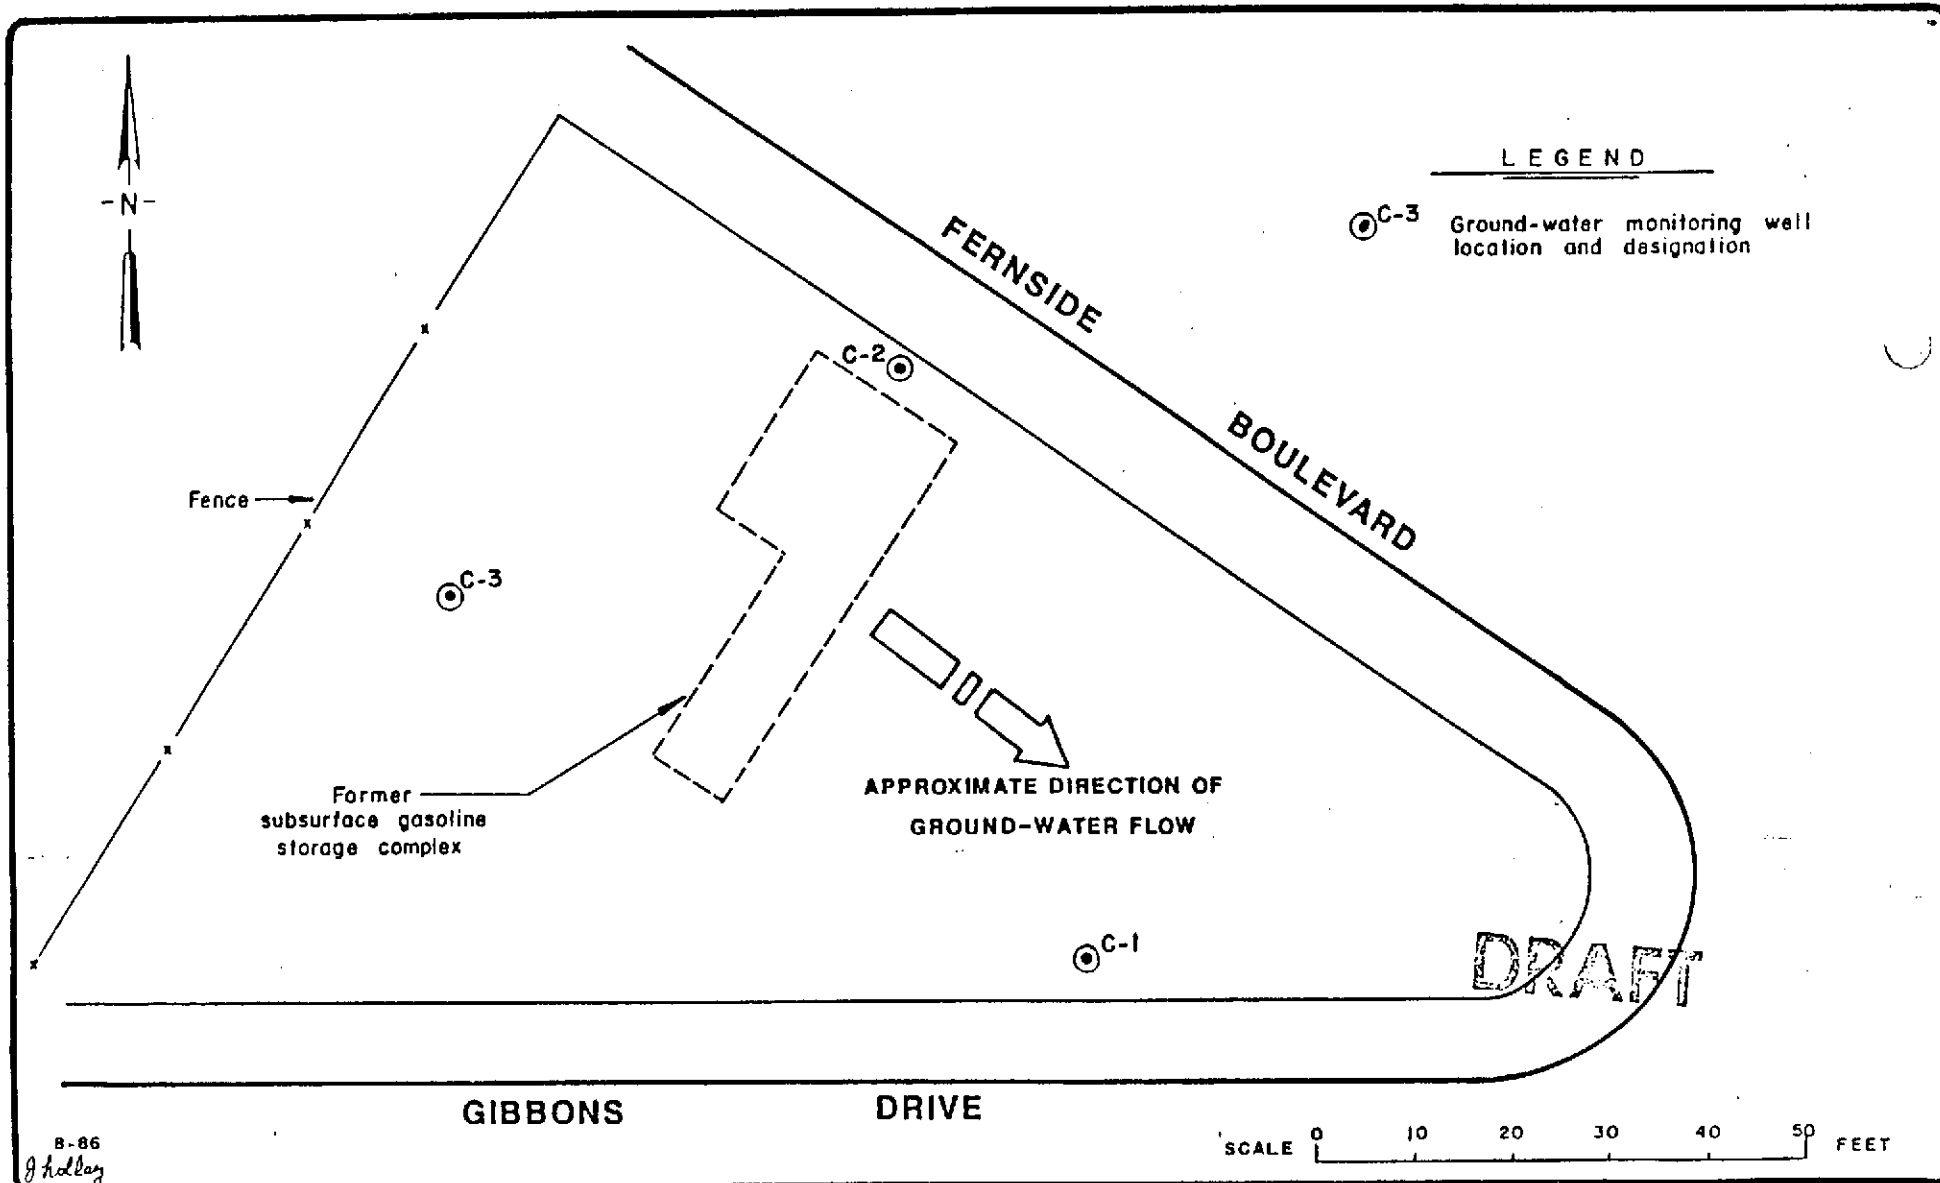 -N-
LEGEND
C-3 Ground-water monitoring well
location and designation
FERNSIDE
BOULEVARD
C-2
Fence
C-3
Former
subsurface gasoline
storage complex
APPROXIMATE DIRECTION OF
GROUND-WATER FLOW
C-1
DRAFT
GIBBONS DRIVE
8-86
SCALE 0 10 20 30 40 50 FEET